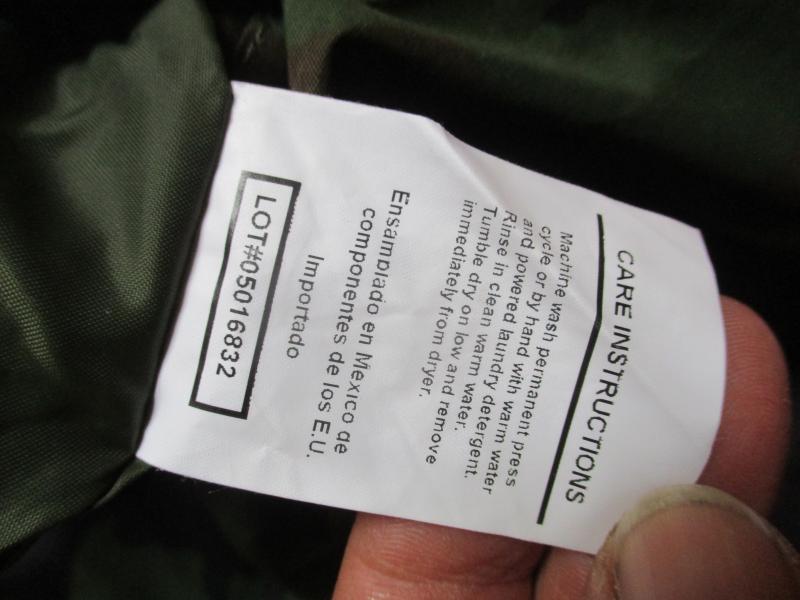 CARE INSTRUCTIONS
Machine wash permanent press
cycle or by hand with warm water
and powered laundry detergent.
Rinse in clean warm water.
Tumble dry on low and remove
immediately from dryer.
Ensamblado en Mexico de
componentes de los E.U.
Importado
LOT#05016832